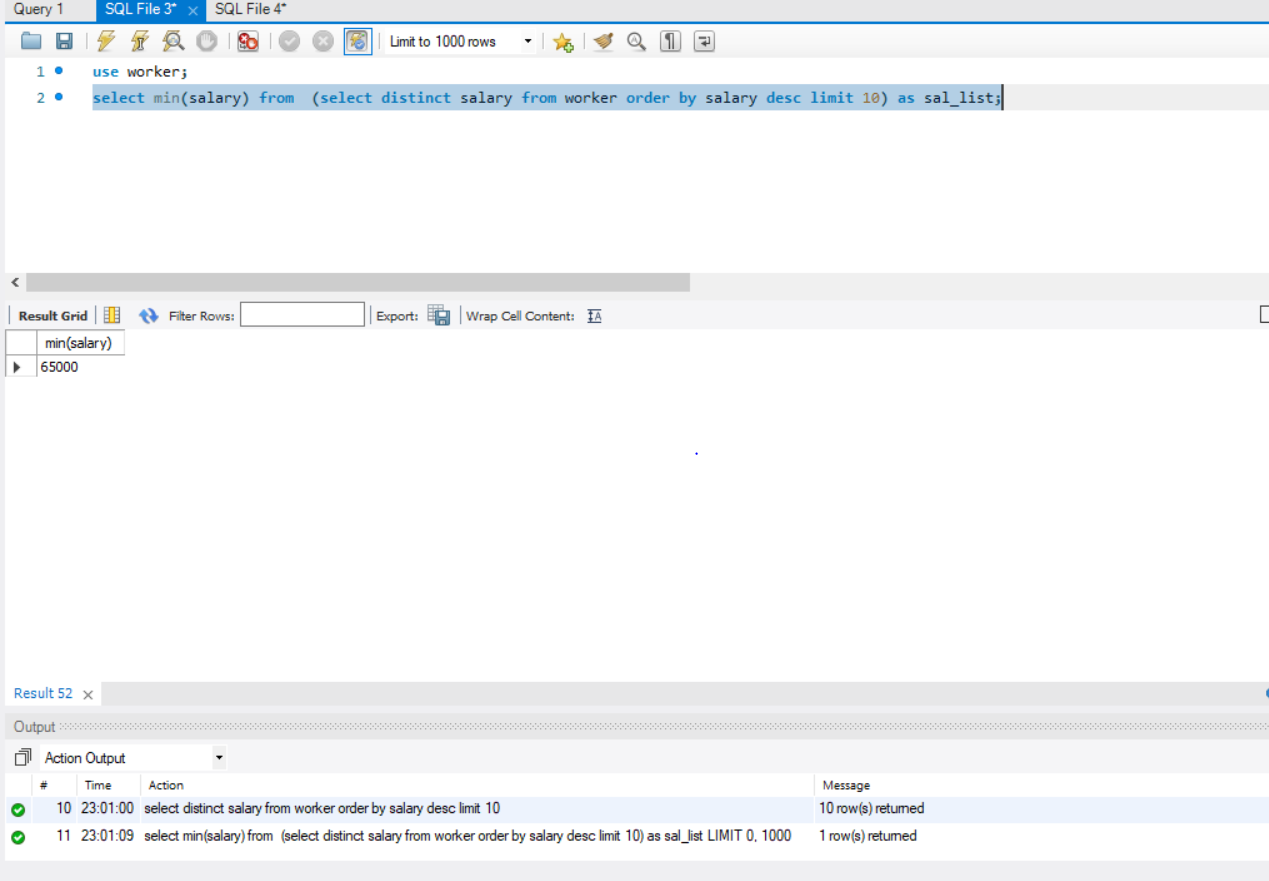 Query 1 SQL File 3* SQL File 4*
Limit to 1000 rows
1 use worker;
2 select min(salary) from  (select distinct salary from worker order by salary desc limit 10) as sal_list;
Result Grid Filter Rows: Export: Wrap Cell Content:
min(salary)
65000
Result 52
Output
Action Output
# Time Action Message
10 23:01:00 select distinct salary from worker order by salary desc limit 10 10 row(s) returned
11 23:01:09 select min(salary) from  (select distinct salary from worker order by salary desc limit 10) as sal_list LIMIT 0, 1000 1 row(s) returned